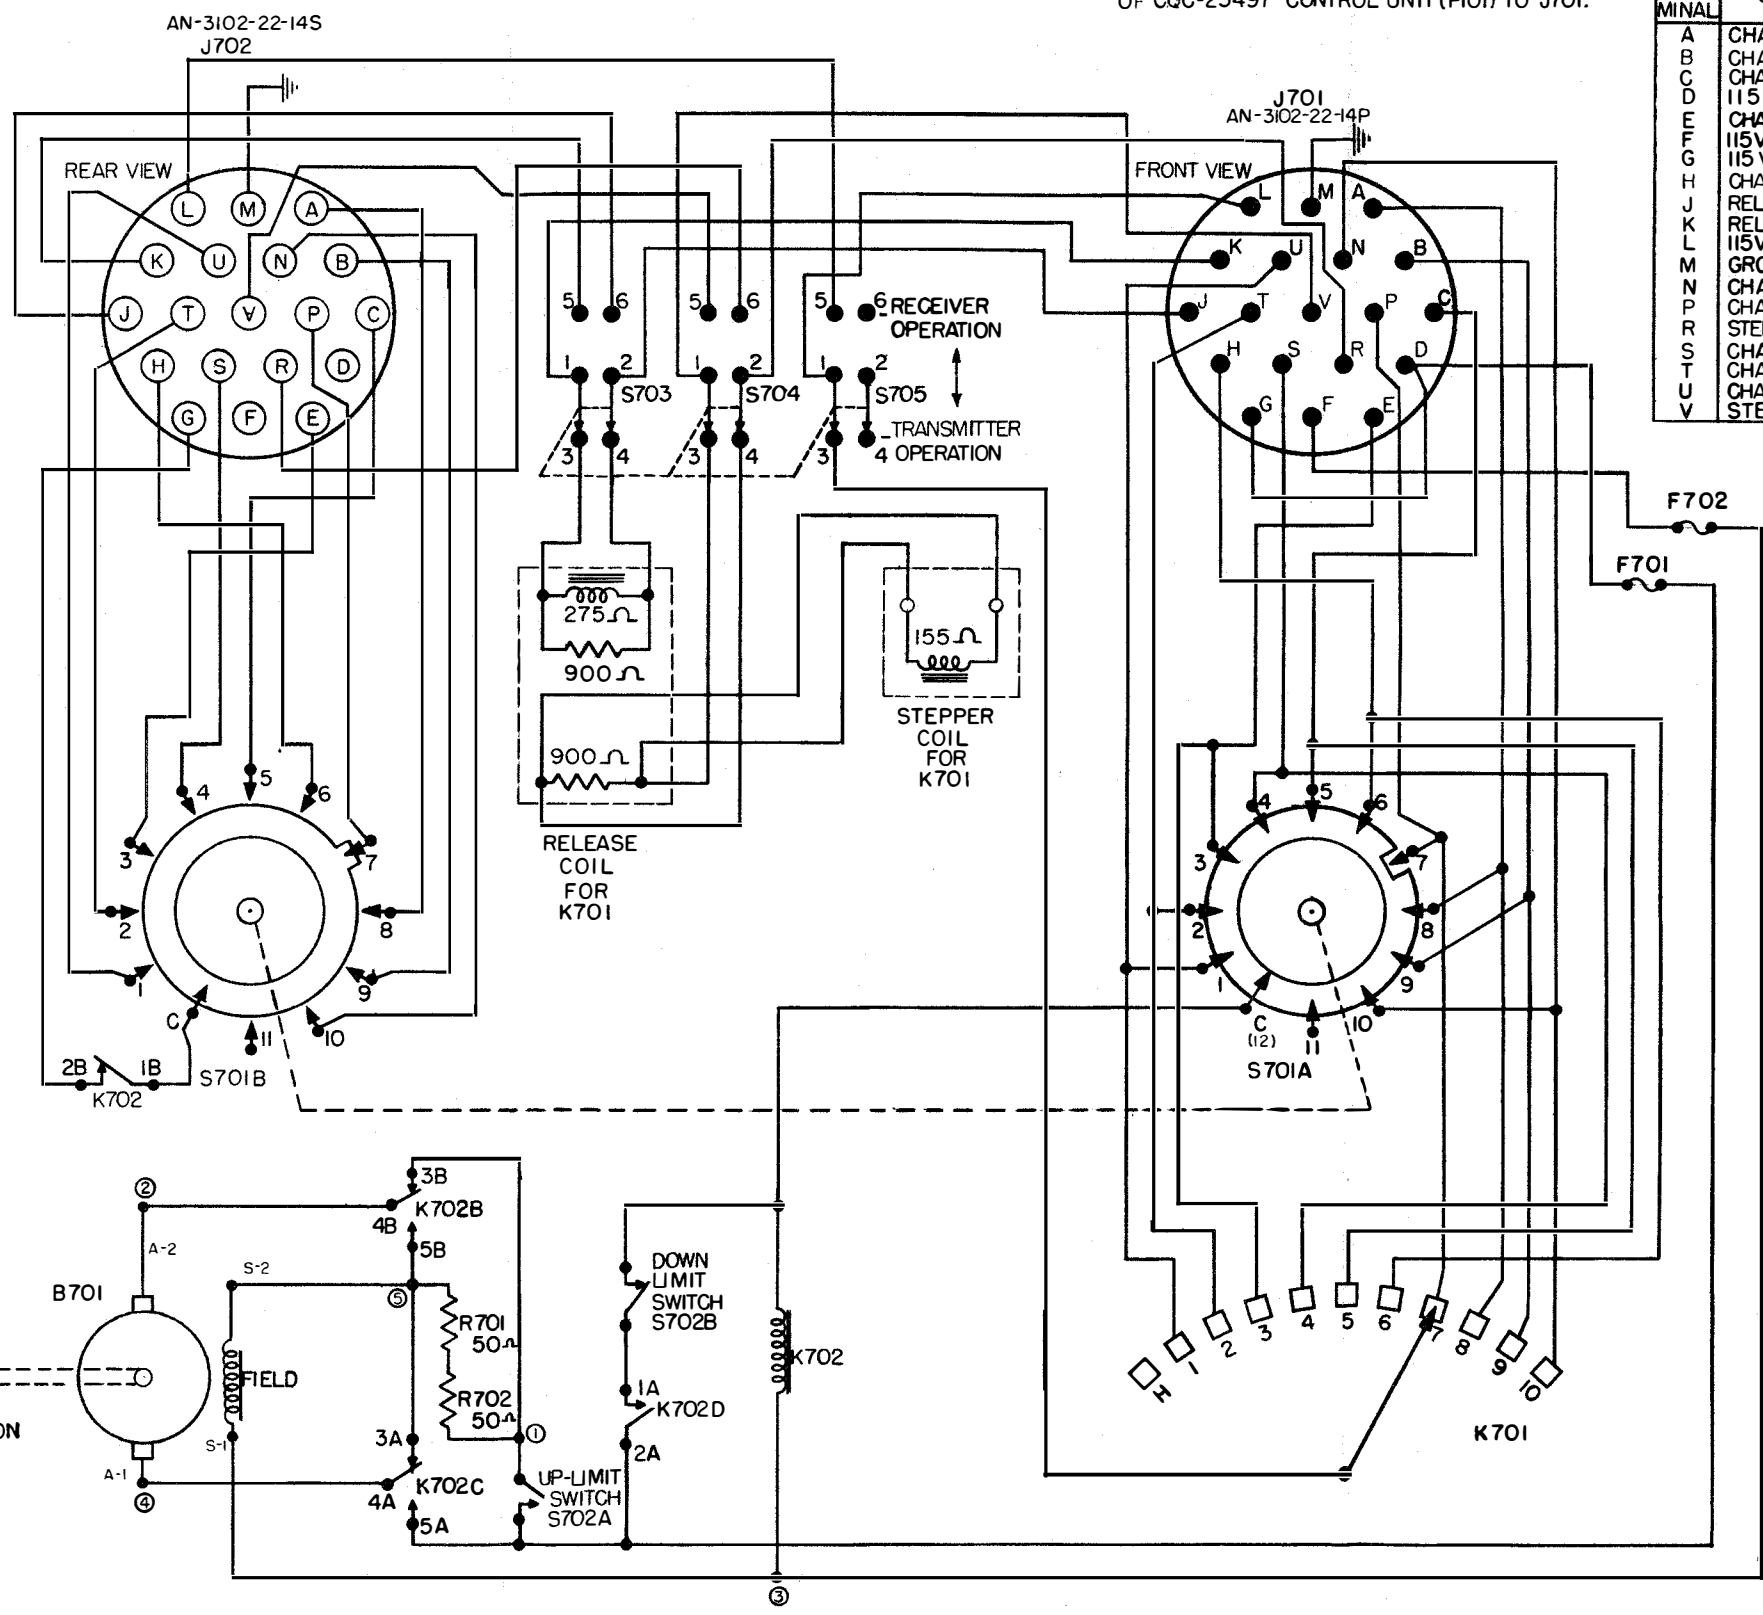 OF CQC-23497 CONTROL UNIT (P101) TO J701.
AN-3102-22-14S
J702
REAR VIEW
L M A
K U N B
J T V P C
H S R D
G F E
5 6 5 6 5 6
1 2 1 2 1 2
S703 S704 S705
3 4 3 4 3 4
RECEIVER
OPERATION
TRANSMITTER
OPERATION
J701
AN-3102-22-14P
FRONT VIEW
L M A
K U N B
J T V P C
H S R D
G F E
MINAL
A CHA
B CHA
C CHA
D 115
E CHA
F 115V
G 115V
H CHA
J REL
K REL
L 115V
M GRO
N CHA
P CHA
R STE
S CHA
T CHA
U CHA
V STE
F702
F701
275Ω
900Ω
900Ω
RELEASE
COIL
FOR
K701
155Ω
STEPPER
COIL
FOR
K701
1 2 3 4 5 6 7 8 9 10 11 C
S701B
2B 1B
K702
1 2 3 4 5 6 7 8 9 10 11
C
(12)
S701A
2
A-2
B701
A-1
4
S-2
FIELD
S-1
3B
K702B
4B
5B
5
R701
50Ω
R702
50Ω
1
3A
K702C
4A
5A
UP-LIMIT
SWITCH
S702A
DOWN
LIMIT
SWITCH
S702B
1A
K702D
2A
K702
3
H 1 2 3 4 5 6 7 8 9 10
K701
ON